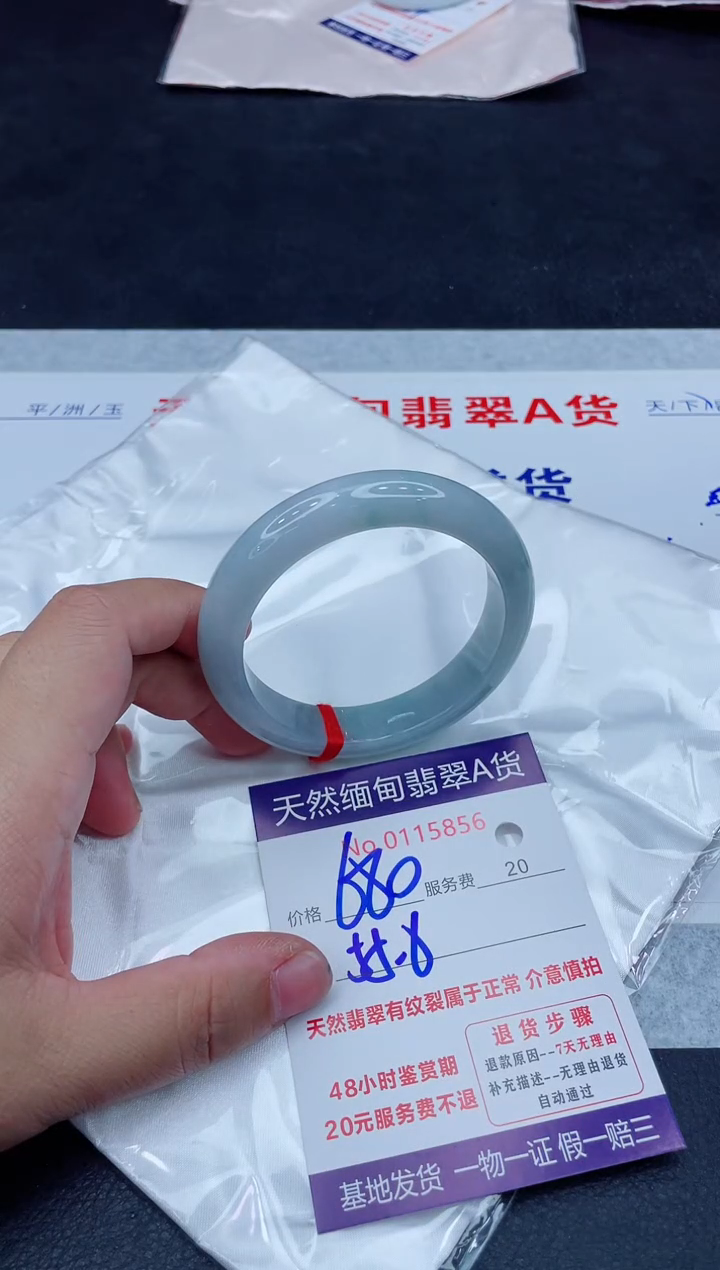 平/洲/玉
甸翡翠A货
天/下/
货
天然缅甸翡翠A货
No 0115856
价格 680 服务费 20
天然翡翠有纹裂属于正常 介意慎拍
48小时鉴赏期
20元服务费不退
退货步骤
退款原因--7天无理由
补充描述--无理由退货
自动通过
基地发货 一物一证 假一赔三